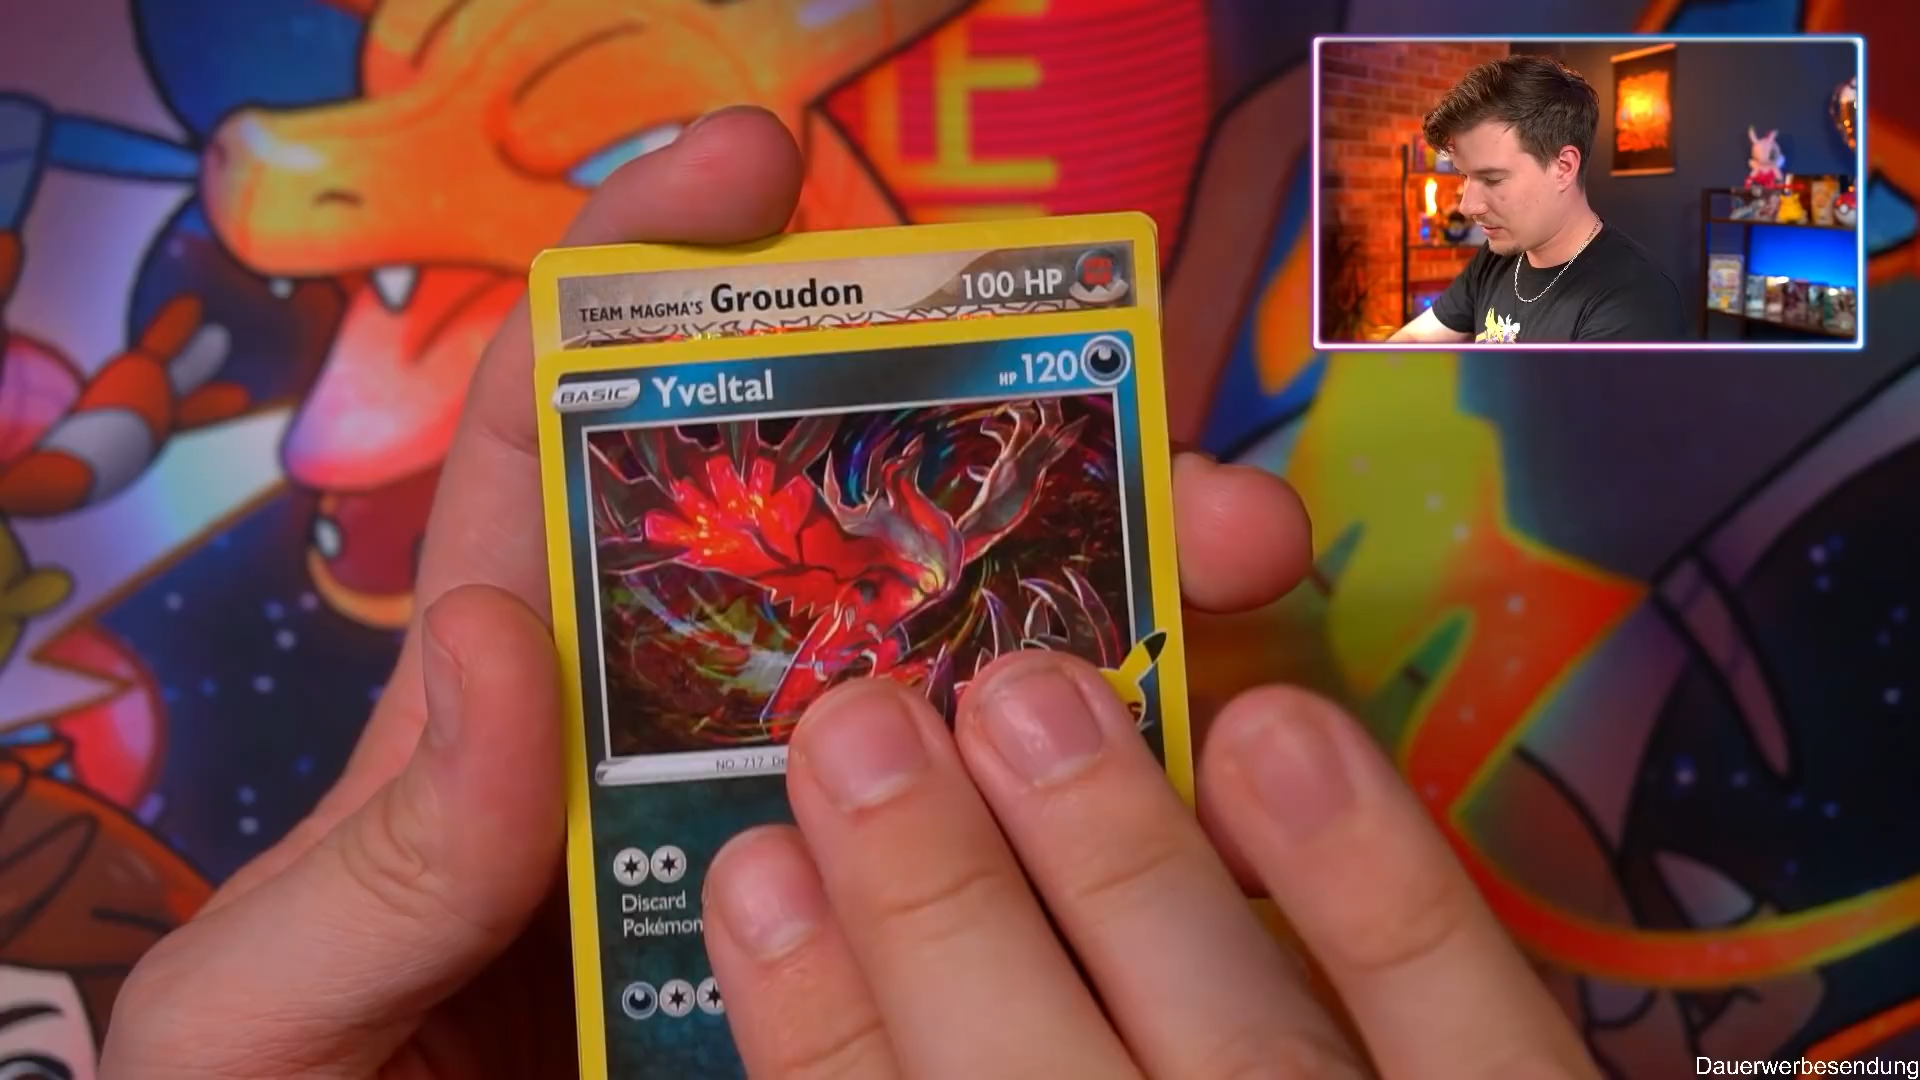 TEAM MAGMA'S Groudon 100 HP
BASIC Yveltal HP 120
NO. 717
Discard
Pokémon
Dauerwerbesendung